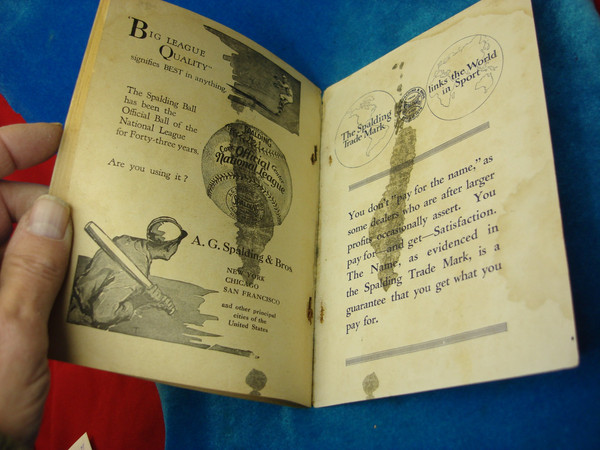 "BIG LEAGUE
QUALITY"
signifies BEST in anything.
The Spalding Ball
has been the
Official Ball of the
National League
for Forty-three years.
Are you using it?
SPALDING
Official
National League
SPALDING
A. G. Spalding & Bros
NEW YORK
CHICAGO
SAN FRANCISCO
and other principal
cities of the
United States
The Spalding
Trade Mark
links the World
in Sport
You don't "pay for the name," as
some dealers who are after larger
profits occasionally assert. You
pay for—and get—Satisfaction.
The Name, as evidenced in
the Spalding Trade Mark, is a
guarantee that you get what you
pay for.